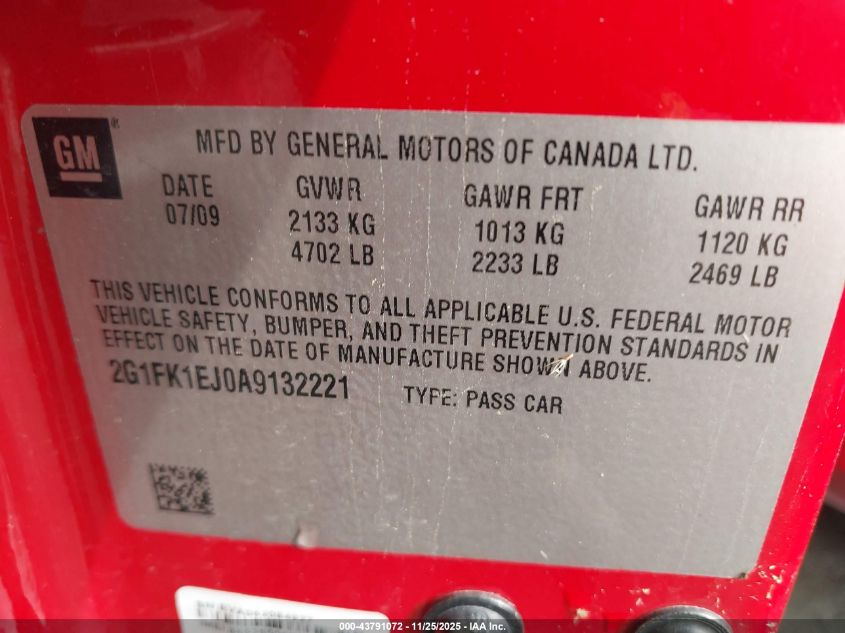 GM
MFD BY GENERAL MOTORS OF CANADA LTD.
DATE GVWR GAWR FRT GAWR RR
07/09 2133 KG 1013 KG 1120 KG
4702 LB 2233 LB 2469 LB
THIS VEHICLE CONFORMS TO ALL APPLICABLE U.S. FEDERAL MOTOR
VEHICLE SAFETY, BUMPER, AND THEFT PREVENTION STANDARDS IN
EFFECT ON THE DATE OF MANUFACTURE SHOWN ABOVE.
2G1FK1EJ0A9132221 TYPE: PASS CAR
000-43791072 — 11/25/2025 — IAA, Inc.